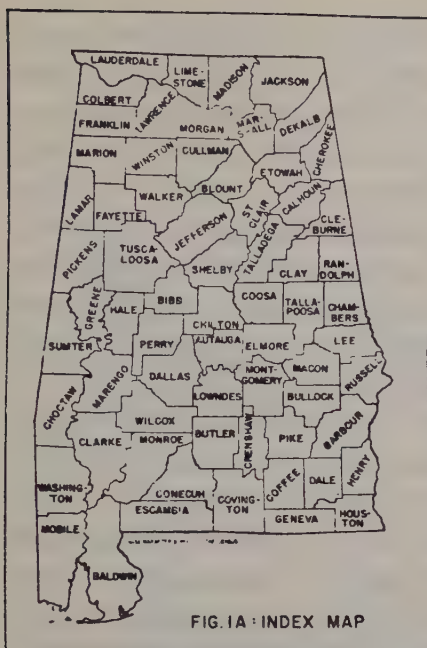 LAUDERDALE
LIME-
STONE
MADISON
JACKSON
COLBERT
LAWRENCE
FRANKLIN
MORGAN
MAR-
SHALL
DEKALB
CHEROKEE
MARION
WINSTON
CULLMAN
ETOWAH
BLOUNT
WALKER
LAMAR
FAYETTE
JEFFERSON
ST
CLAIR
CALHOUN
CLE-
BURNE
TALLADEGA
PICKENS
TUSCA-
LOOSA
SHELBY
CLAY
RAN-
DOLPH
BIBB
COOSA
TALLA-
POOSA
CHAM-
BERS
GREENE
HALE
CHILTON
SUMTER
PERRY
AUTAUGA
ELMORE
LEE
MACON
RUSSELL
MARENGO
DALLAS
MONT-
GOMERY
LOWNDES
BULLOCK
CHOCTAW
WILCOX
BUTLER
CRENSHAW
PIKE
BARBOUR
CLARKE
MONROE
WASHING-
TON
CONECUH
COVING-
TON
COFFEE
DALE
HENRY
ESCAMBIA
GENEVA
HOUS-
TON
MOBILE
BALDWIN
FIG. 1A : INDEX MAP